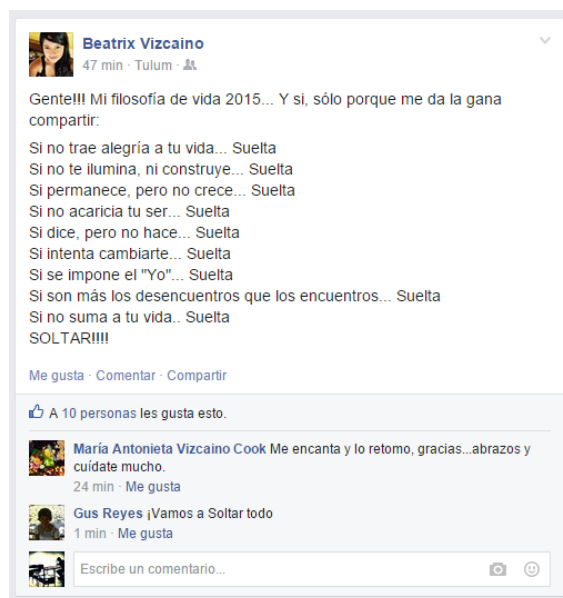 Beatrix Vizcaino
47 min · Tulum ·
Gente!!! Mi filosofía de vida 2015... Y si, sólo porque me da la gana
compartir:
Si no trae alegría a tu vida... Suelta
Si no te ilumina, ni construye... Suelta
Si permanece, pero no crece... Suelta
Si no acaricia tu ser... Suelta
Si dice, pero no hace... Suelta
Si intenta cambiarte... Suelta
Si se impone el "Yo"... Suelta
Si son más los desencuentros que los encuentros... Suelta
Si no suma a tu vida.. Suelta
SOLTAR!!!!
Me gusta · Comentar · Compartir
A 10 personas les gusta esto.
María Antonieta Vizcaino Cook Me encanta y lo retomo, gracias...abrazos y
cuídate mucho.
24 min · Me gusta
Gus Reyes ¡Vamos a Soltar todo
1 min · Me gusta
Escribe un comentario...